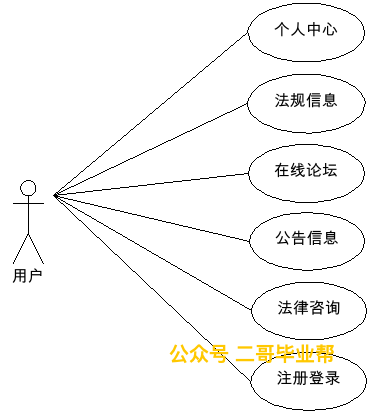 个人中心
法规信息
在线论坛
公告信息
用户
法律咨询
公众号 二哥毕业帮
注册登录